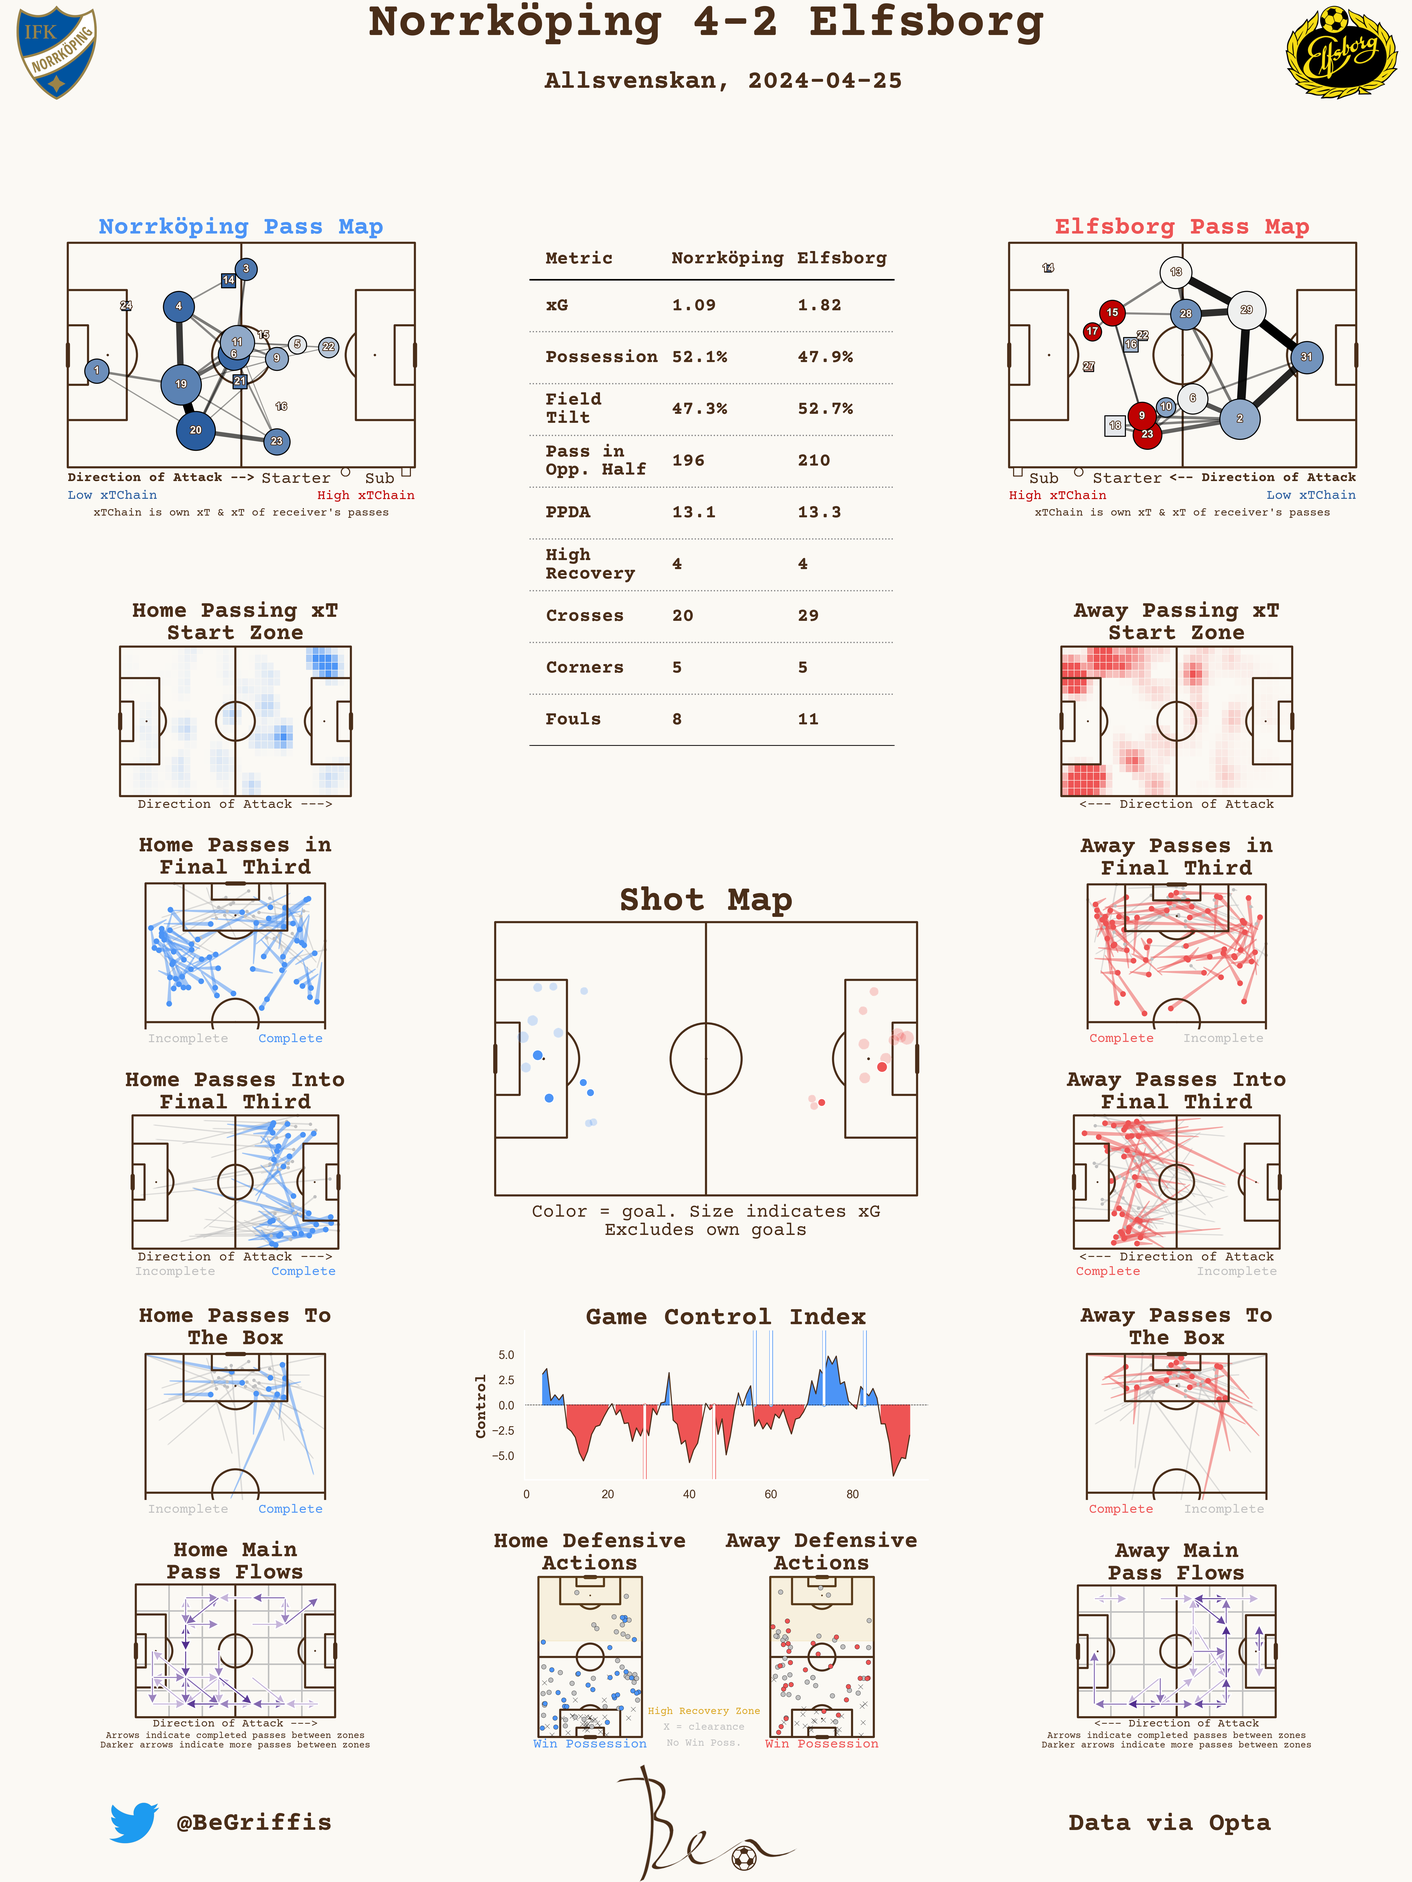 Norrköping 4-2 Elfsborg
Allsvenskan, 2024-04-25
IFK
NORRKÖPING
Elfsborg
Norrköping Pass Map
24
4
14
3
1
19
20
11
6
15
9
5
22
21
16
23
Direction of Attack --> Starter Sub
Low xTChain High xTChain
xTChain is own xT & xT of receiver's passes
Metric Norrköping Elfsborg
xG 1.09 1.82
Possession 52.1% 47.9%
Field
Tilt 47.3% 52.7%
Pass in
Opp. Half 196 210
PPDA 13.1 13.3
High
Recovery 4 4
Crosses 20 29
Corners 5 5
Fouls 8 11
Elfsborg Pass Map
14
13
15
17
28
29
22
16
27
31
6
10
9
18
23
2
Sub Starter <-- Direction of Attack
High xTChain Low xTChain
xTChain is own xT & xT of receiver's passes
Home Passing xT
Start Zone
Direction of Attack --->
Away Passing xT
Start Zone
<--- Direction of Attack
Home Passes in
Final Third
Incomplete Complete
Away Passes in
Final Third
Complete Incomplete
Shot Map
Color = goal. Size indicates xG
Excludes own goals
Home Passes Into
Final Third
Direction of Attack --->
Incomplete Complete
Away Passes Into
Final Third
<--- Direction of Attack
Complete Incomplete
Home Passes To
The Box
Incomplete Complete
Game Control Index
Control
5.0
2.5
0.0
−2.5
−5.0
0 20 40 60 80
Away Passes To
The Box
Complete Incomplete
Home Main
Pass Flows
Direction of Attack --->
Arrows indicate completed passes between zones
Darker arrows indicate more passes between zones
Home Defensive
Actions
Win Possession
Away Defensive
Actions
Win Possession
High Recovery Zone
X = clearance
No Win Poss.
Away Main
Pass Flows
<--- Direction of Attack
Arrows indicate completed passes between zones
Darker arrows indicate more passes between zones
@BeGriffis
Ben
Data via Opta